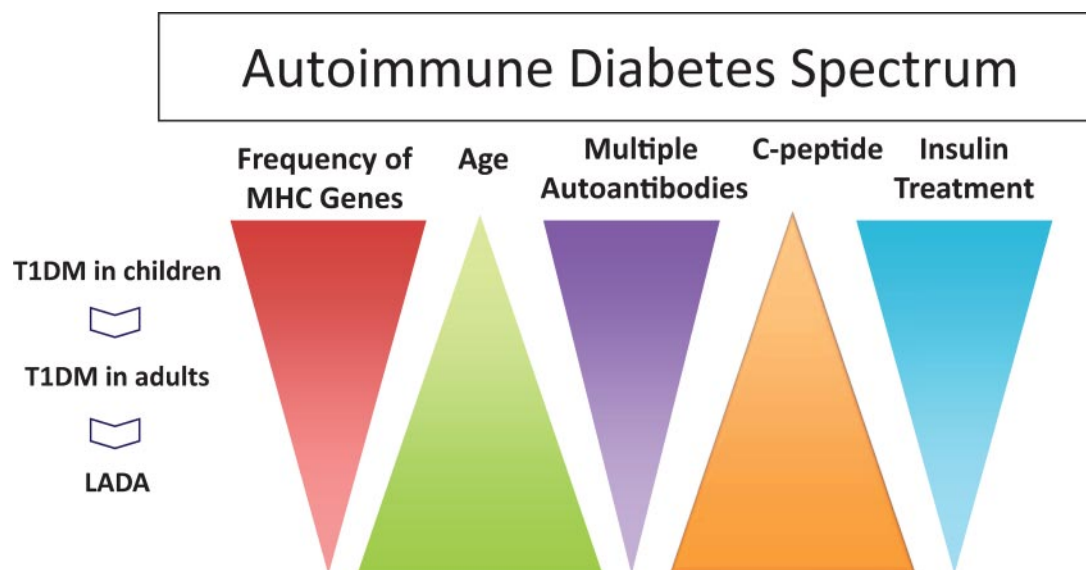 Autoimmune Diabetes Spectrum
Frequency of
MHC Genes
Age
Multiple
Autoantibodies
C-peptide
Insulin
Treatment
T1DM in children
T1DM in adults
LADA